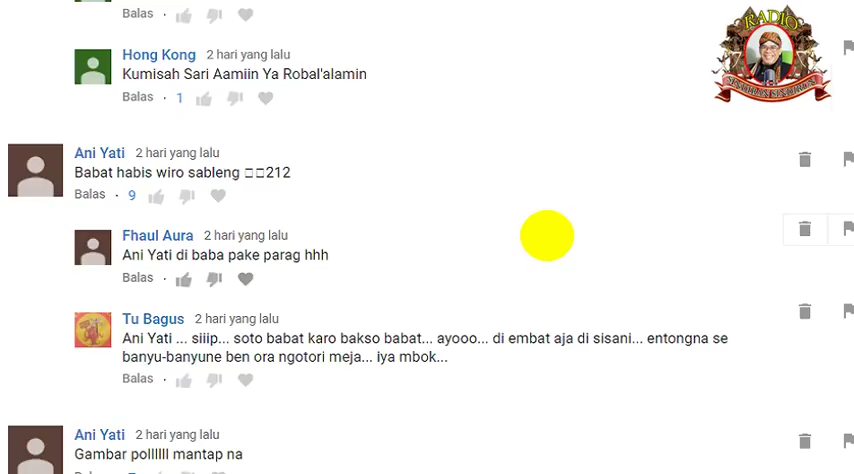 Balas ·
RADIO
Hong Kong 2 hari yang lalu
Kumisah Sari Aamiin Ya Robal'alamin
Balas · 1
Ani Yati 2 hari yang lalu
Babat habis wiro sableng □□212
Balas · 9
Fhaul Aura 2 hari yang lalu
Ani Yati di baba pake parag hhh
Balas ·
Tu Bagus 2 hari yang lalu
Ani Yati ... siiip... soto babat karo bakso babat... ayooo... di embat aja di sisani... entongna se
banyu-banyune ben ora ngotori meja... iya mbok...
Balas ·
Ani Yati 2 hari yang lalu
Gambar pollllll mantap na